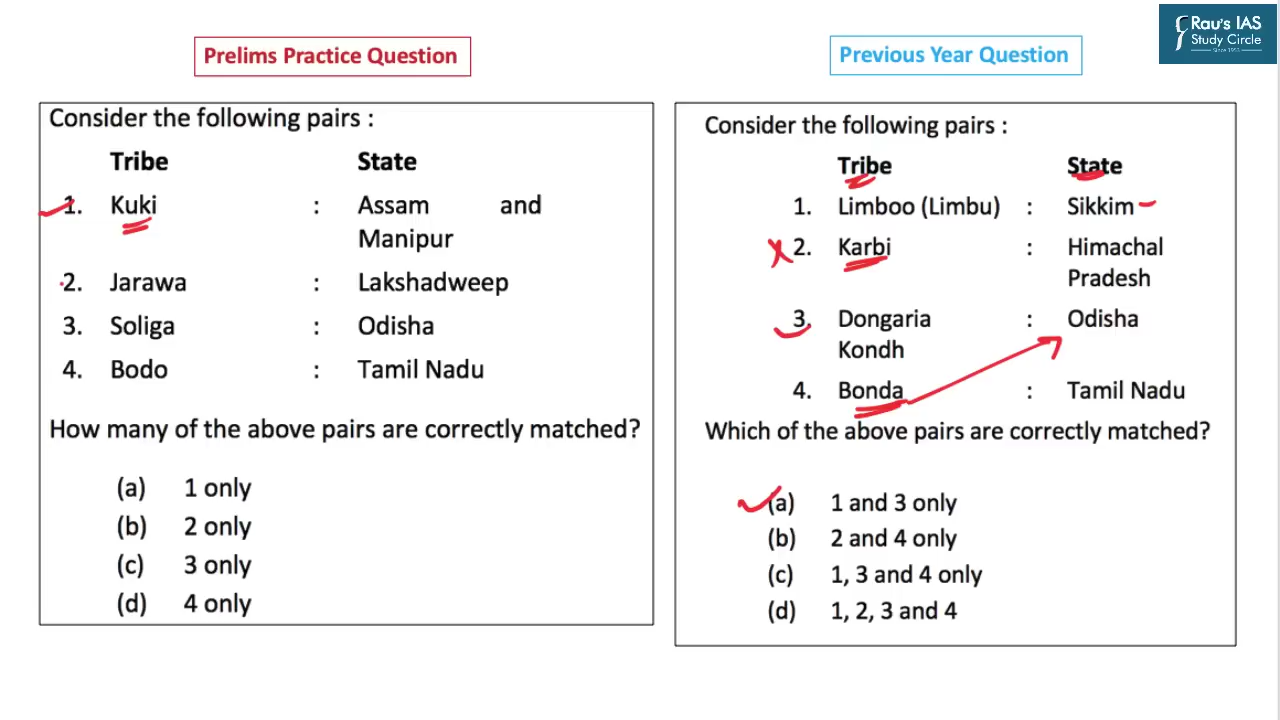 Rau's IAS
Study Circle
Since 1953
Prelims Practice Question
Previous Year Question
Consider the following pairs :
Tribe State
1. Kuki : Assam and
Manipur
2. Jarawa : Lakshadweep
3. Soliga : Odisha
4. Bodo : Tamil Nadu
How many of the above pairs are correctly matched?
(a) 1 only
(b) 2 only
(c) 3 only
(d) 4 only
Consider the following pairs :
Tribe State
1. Limboo (Limbu) : Sikkim
2. Karbi : Himachal
Pradesh
3. Dongaria : Odisha
Kondh
4. Bonda : Tamil Nadu
Which of the above pairs are correctly matched?
(a) 1 and 3 only
(b) 2 and 4 only
(c) 1, 3 and 4 only
(d) 1, 2, 3 and 4